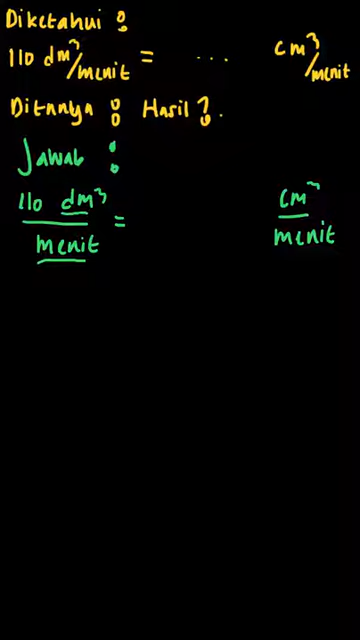 Diketahui :
110 dm³/menit = ... cm³/menit
Ditanya : Hasil ? .
Jawab :
110 dm³ = cm³
menit menit